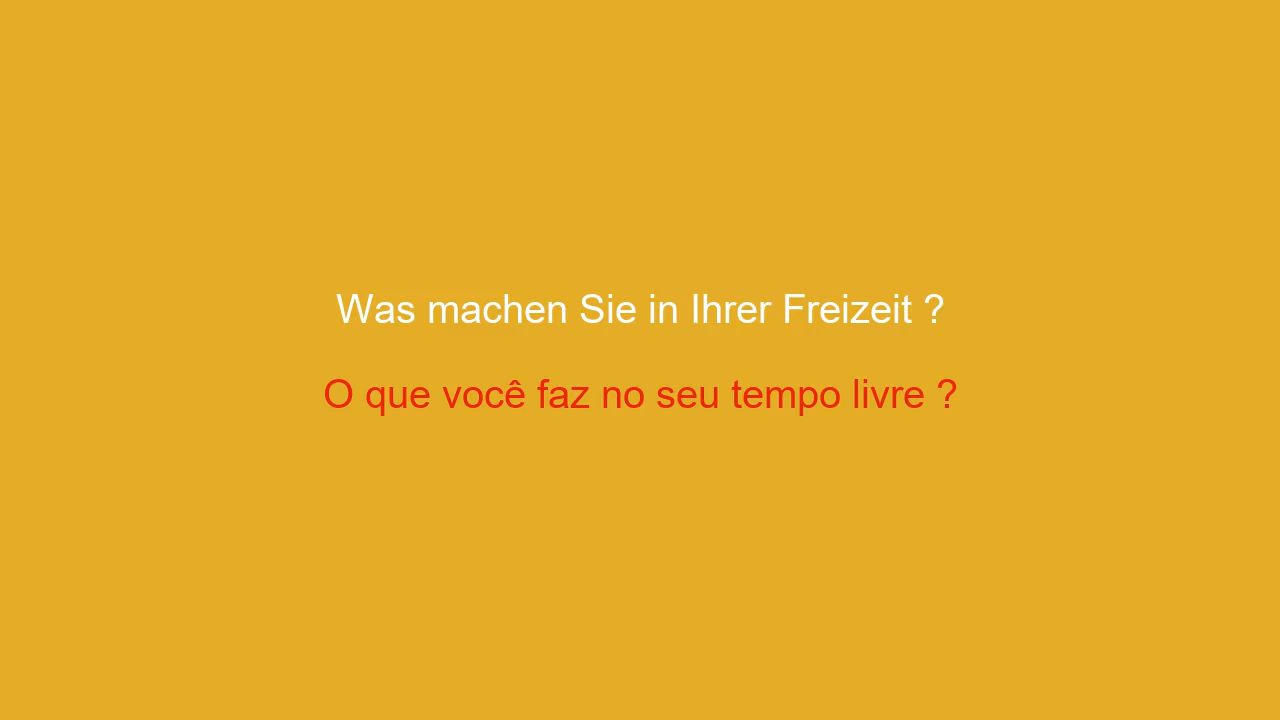 Was machen Sie in Ihrer Freizeit ?
O que você faz no seu tempo livre ?